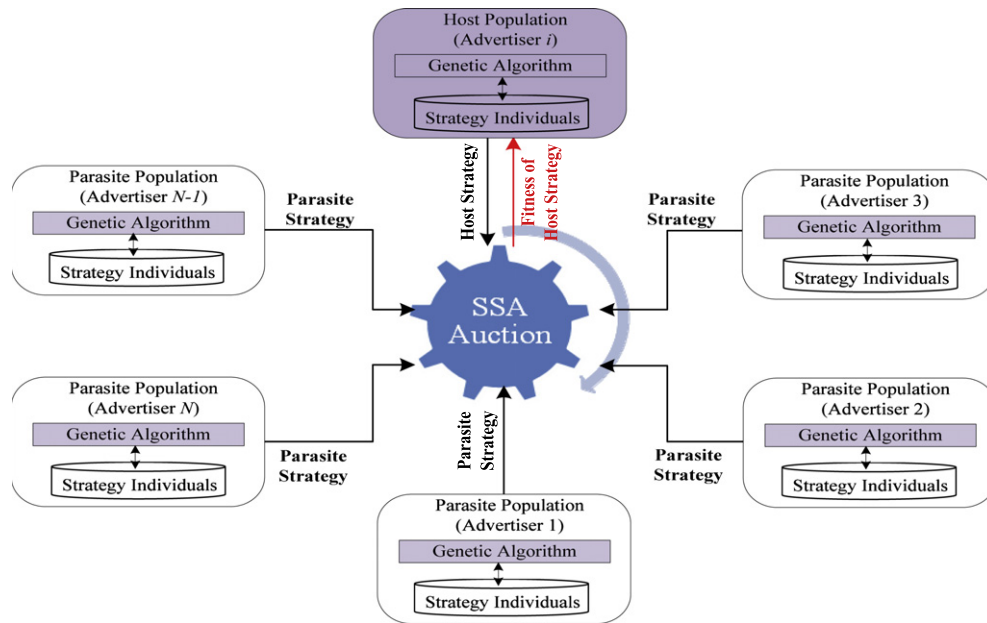 Host Population
(Advertiser i)
Genetic Algorithm
Strategy Individuals
Host Strategy
Fitness of
Host Strategy
Parasite Population
(Advertiser N-1)
Genetic Algorithm
Strategy Individuals
Parasite
Strategy
Parasite Population
(Advertiser 3)
Genetic Algorithm
Strategy Individuals
Parasite
Strategy
SSA
Auction
Parasite Population
(Advertiser N)
Genetic Algorithm
Strategy Individuals
Parasite
Strategy
Parasite Population
(Advertiser 2)
Genetic Algorithm
Strategy Individuals
Parasite
Strategy
Parasite
Strategy
Parasite Population
(Advertiser 1)
Genetic Algorithm
Strategy Individuals